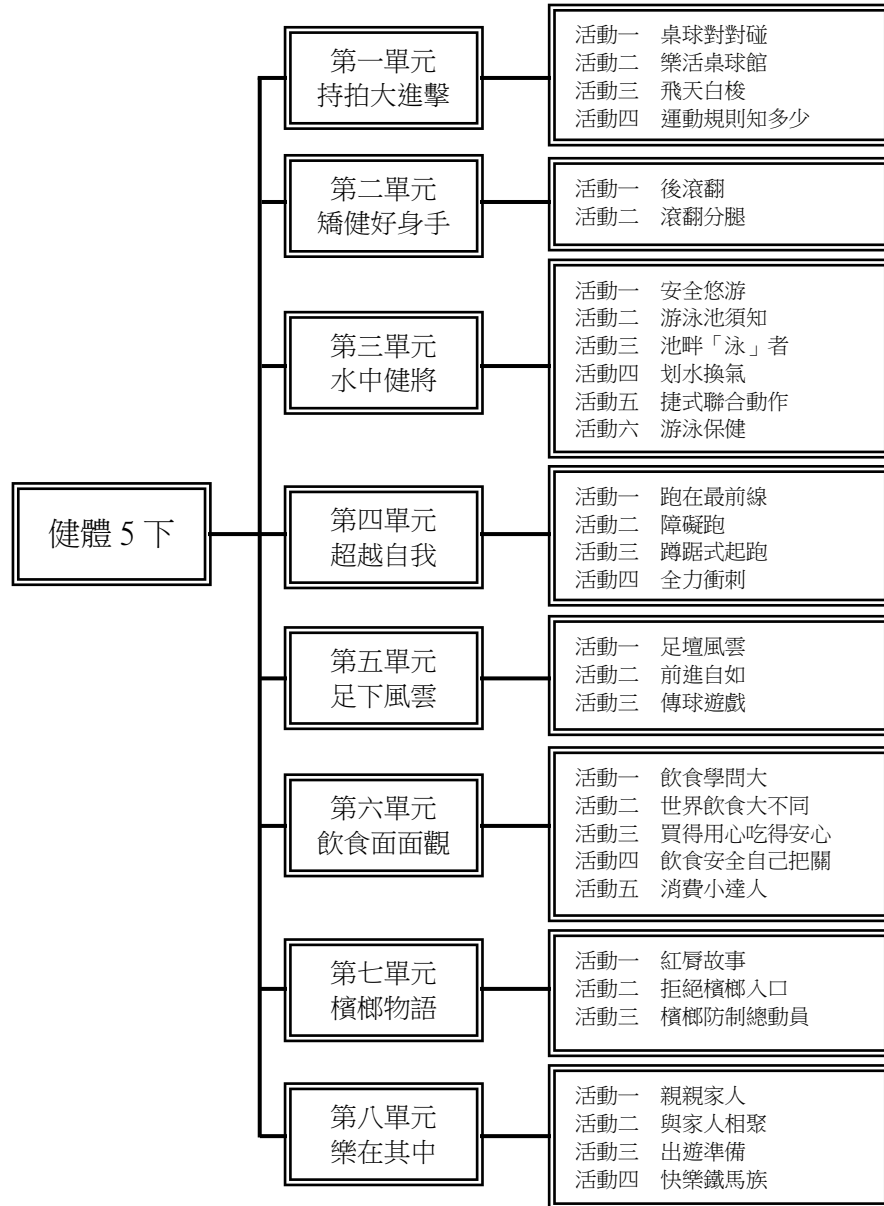 健體 5 下
第一單元
持拍大進擊
活動一　桌球對對碰
活動二　樂活桌球館
活動三　飛天白梭
活動四　運動規則知多少
第二單元
矯健好身手
活動一　後滾翻
活動二　滾翻分腿
第三單元
水中健將
活動一　安全悠游
活動二　游泳池須知
活動三　池畔「泳」者
活動四　划水換氣
活動五　捷式聯合動作
活動六　游泳保健
第四單元
超越自我
活動一　跑在最前線
活動二　障礙跑
活動三　蹲踞式起跑
活動四　全力衝刺
第五單元
足下風雲
活動一　足壇風雲
活動二　前進自如
活動三　傳球遊戲
第六單元
飲食面面觀
活動一　飲食學問大
活動二　世界飲食大不同
活動三　買得用心吃得安心
活動四　飲食安全自己把關
活動五　消費小達人
第七單元
檳榔物語
活動一　紅脣故事
活動二　拒絕檳榔入口
活動三　檳榔防制總動員
第八單元
樂在其中
活動一　親親家人
活動二　與家人相聚
活動三　出遊準備
活動四　快樂鐵馬族